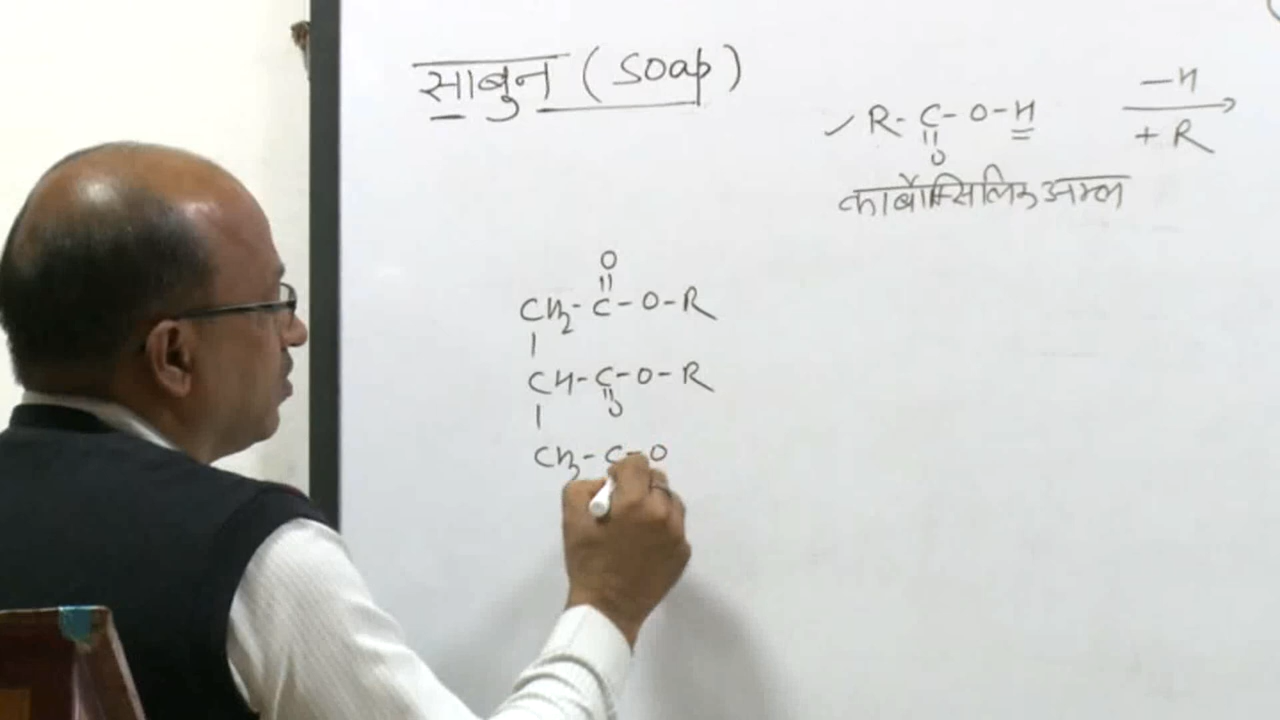 साबुन (Soap)
R-C-O-H
||
O
-H
+ R
कार्बोक्सिलिक अम्ल
O
||
CH2-C-O-R
|
CH-C-O-R
| ||
O
CH2-C-O